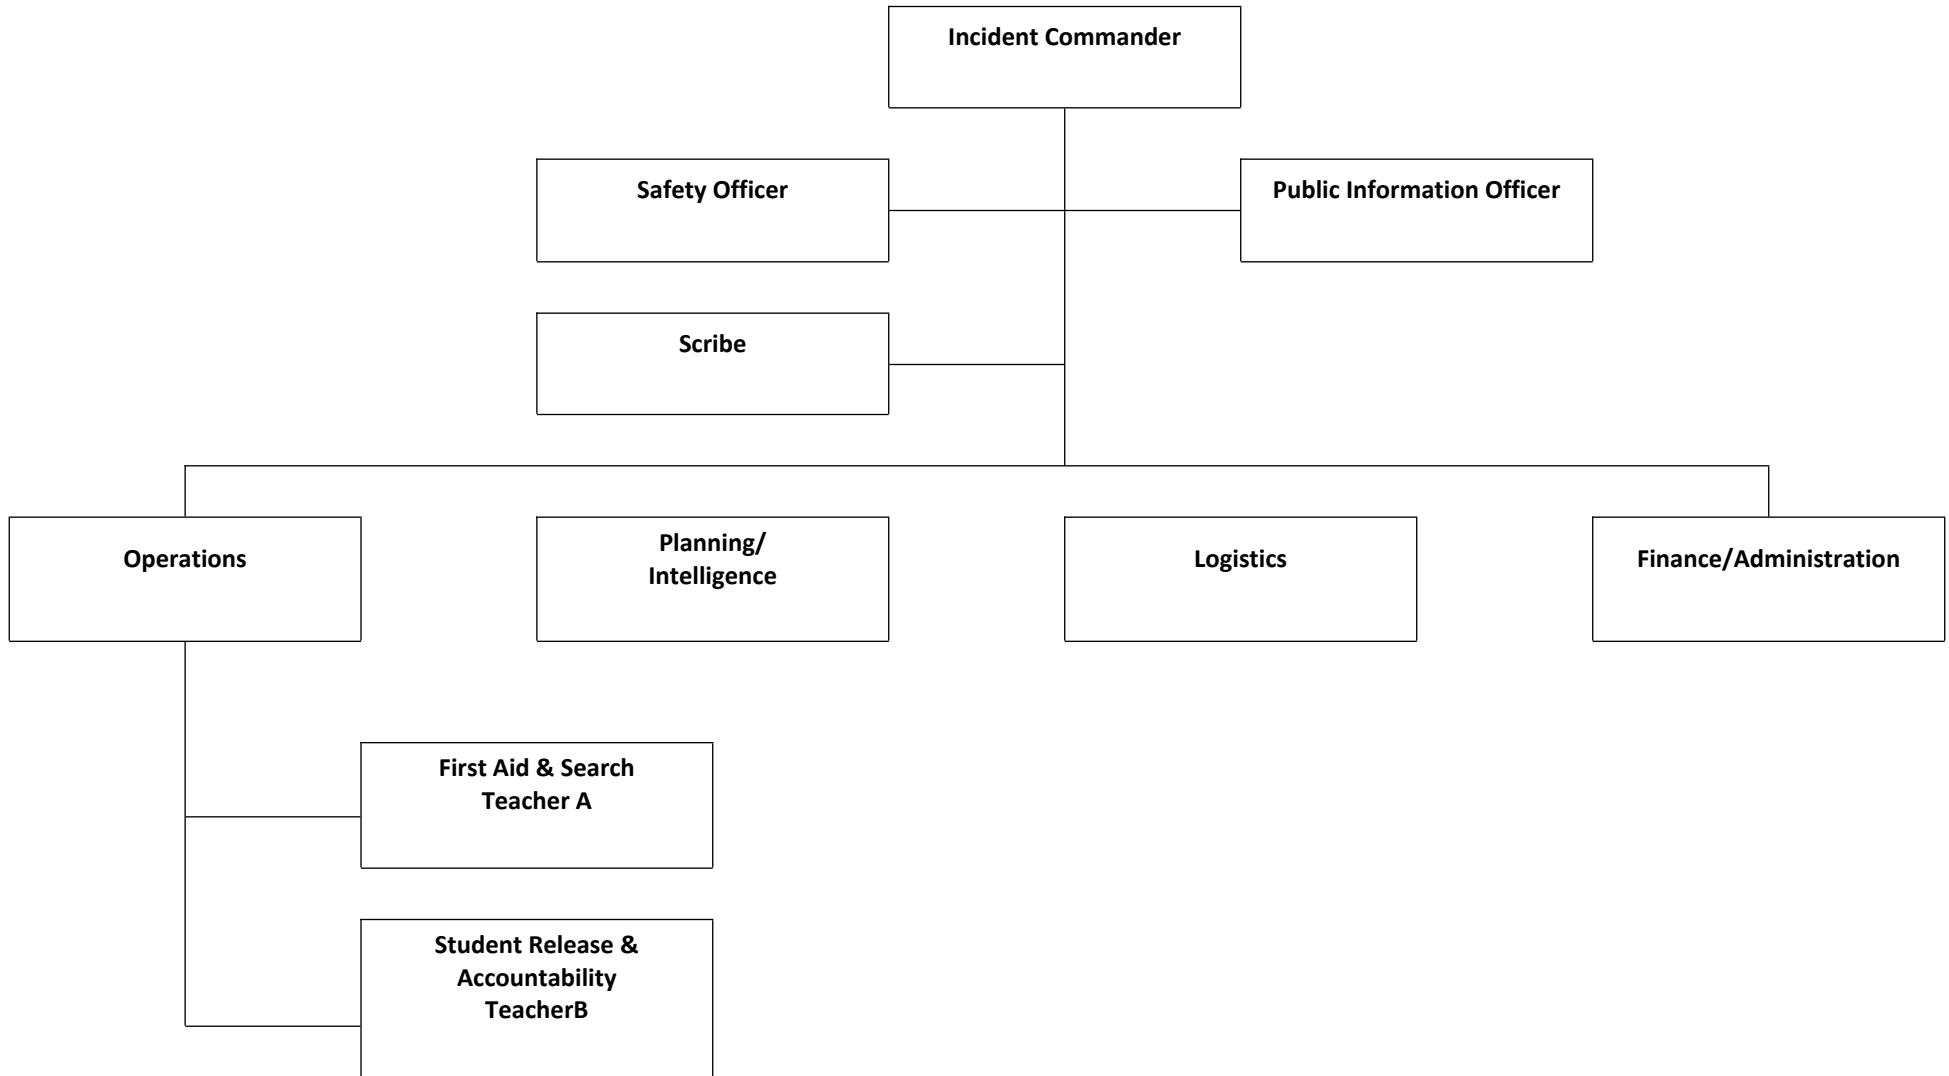 Incident Commander
Safety Officer
Public Information Officer
Scribe
Operations
Planning/
Intelligence
Logistics
Finance/Administration
First Aid & Search
Teacher A
Student Release &
Accountability
TeacherB